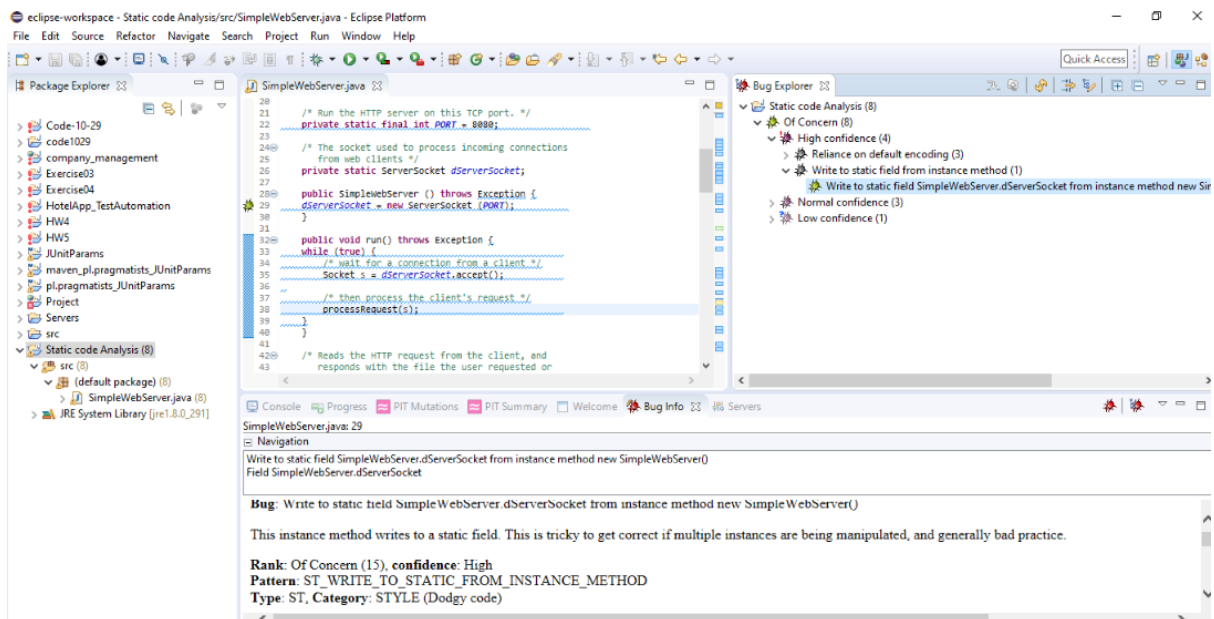 eclipse-workspace - Static code Analysis/src/SimpleWebServer.java - Eclipse Platform
File Edit Source Refactor Navigate Search Project Run Window Help
Quick Access
Package Explorer
Code-10-29
code1029
company_management
Exercise03
Exercise04
HotelApp_TestAutomation
HW4
HW5
JUnitParams
maven_pl.pragmatists_JUnitParams
pl.pragmatists_JUnitParams
Project
Servers
src
Static code Analysis (8)
src (8)
(default package) (8)
SimpleWebServer.java (8)
JRE System Library [jre1.8.0_291]
SimpleWebServer.java
20
21 /* Run the HTTP server on this TCP port. */
22 private static final int PORT = 8080;
23
24 /* The socket used to process incoming connections
25 from web clients */
26 private static ServerSocket dServerSocket;
27
28 public SimpleWebServer () throws Exception {
29 dServerSocket = new ServerSocket (PORT);
30 }
31
32 public void run() throws Exception {
33 while (true) {
34 /* wait for a connection from a client */
35 Socket s = dServerSocket.accept();
36
37 /* then process the client's request */
38 processRequest(s);
39 }
40 }
41
42 /* Reads the HTTP request from the client, and
43 responds with the file the user requested or
Bug Explorer
Static code Analysis (8)
Of Concern (8)
High confidence (4)
Reliance on default encoding (3)
Write to static field from instance method (1)
Write to static field SimpleWebServer.dServerSocket from instance method new Sir
Normal confidence (3)
Low confidence (1)
Console Progress PIT Mutations PIT Summary Welcome Bug Info Servers
SimpleWebServer.java: 29
Navigation
Write to static field SimpleWebServer.dServerSocket from instance method new SimpleWebServer()
Field SimpleWebServer.dServerSocket
Bug: Write to static field SimpleWebServer.dServerSocket from instance method new SimpleWebServer()
This instance method writes to a static field. This is tricky to get correct if multiple instances are being manipulated, and generally bad practice.
Rank: Of Concern (15), confidence: High
Pattern: ST_WRITE_TO_STATIC_FROM_INSTANCE_METHOD
Type: ST, Category: STYLE (Dodgy code)